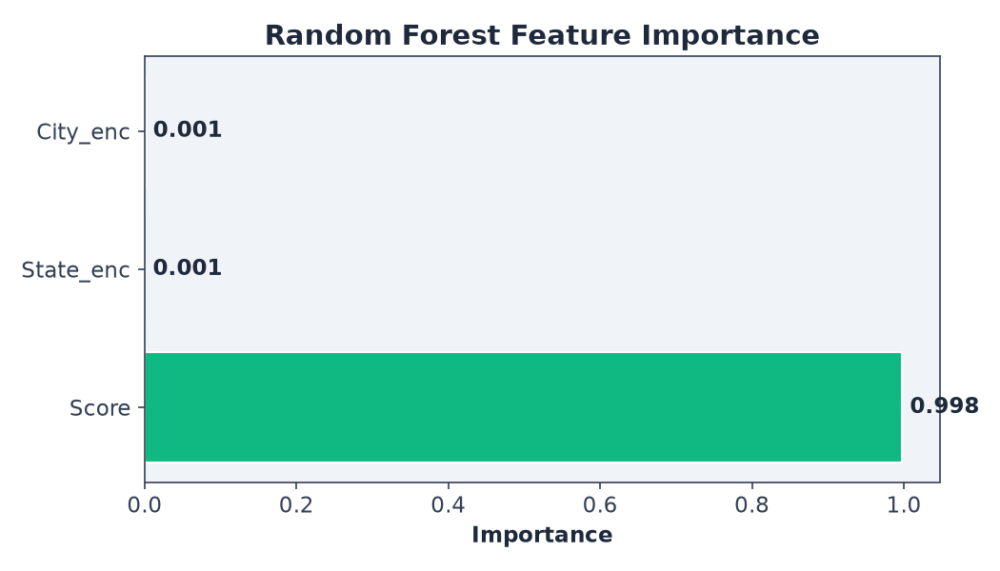 Random Forest Feature Importance
City_enc
0.001
State_enc
0.001
Score
0.998
0.0 0.2 0.4 0.6 0.8 1.0
Importance